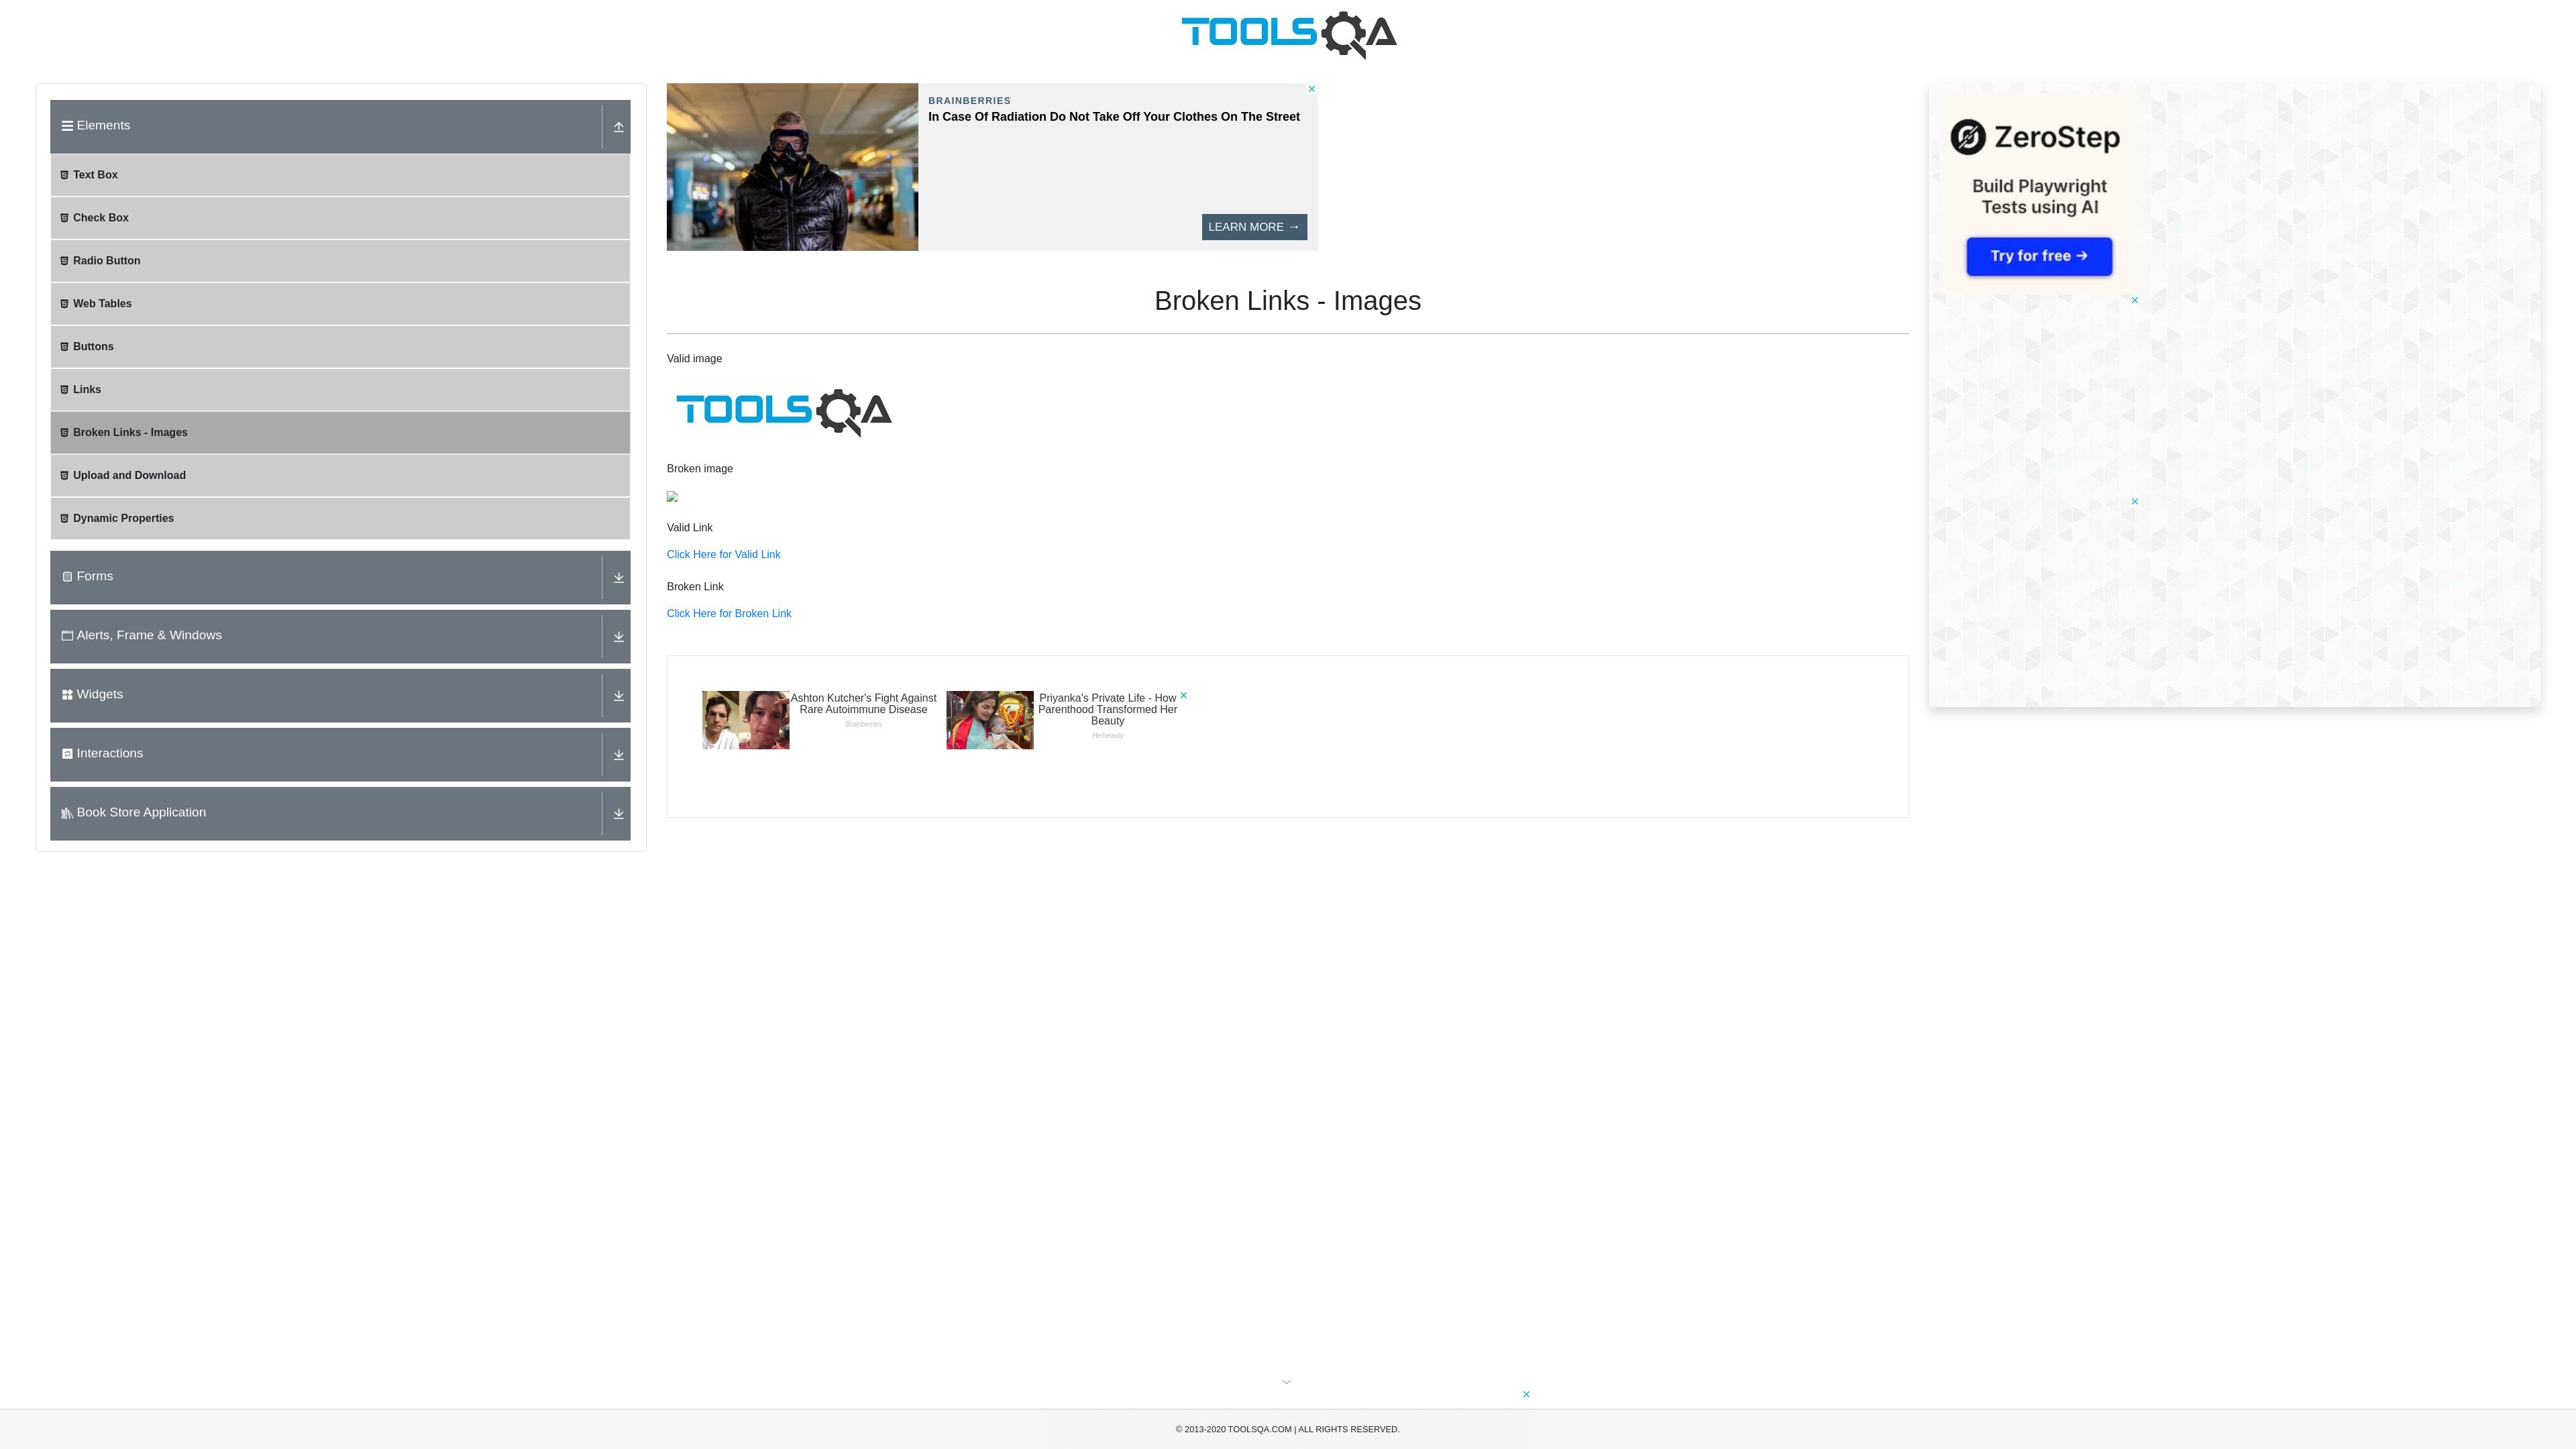 TOOLSQA
Elements
Text Box
Check Box
Radio Button
Web Tables
Buttons
Links
Broken Links - Images
Upload and Download
Dynamic Properties
Forms
Alerts, Frame & Windows
Widgets
Interactions
Book Store Application
BRAINBERRIES
In Case Of Radiation Do Not Take Off Your Clothes On The Street
LEARN MORE →
Broken Links - Images
Valid image
TOOLSQA
Broken image
Valid Link
Click Here for Valid Link
Broken Link
Click Here for Broken Link
Ashton Kutcher's Fight Against
Rare Autoimmune Disease
Brainberries
Priyanka's Private Life - How
Parenthood Transformed Her
Beauty
Herbeauty
ZeroStep
Build Playwright
Tests using AI
Try for free →
© 2013-2020 TOOLSQA.COM | ALL RIGHTS RESERVED.